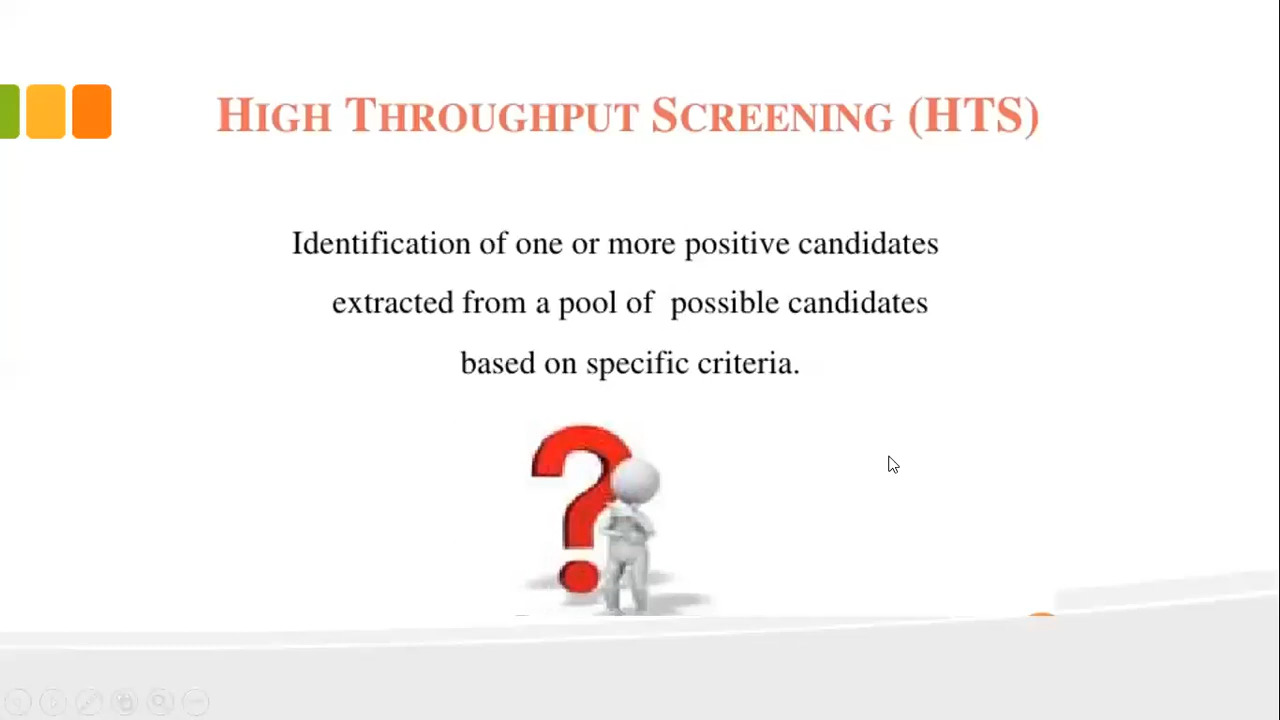 HIGH THROUGHPUT SCREENING (HTS)
Identification of one or more positive candidates
extracted from a pool of possible candidates
based on specific criteria.